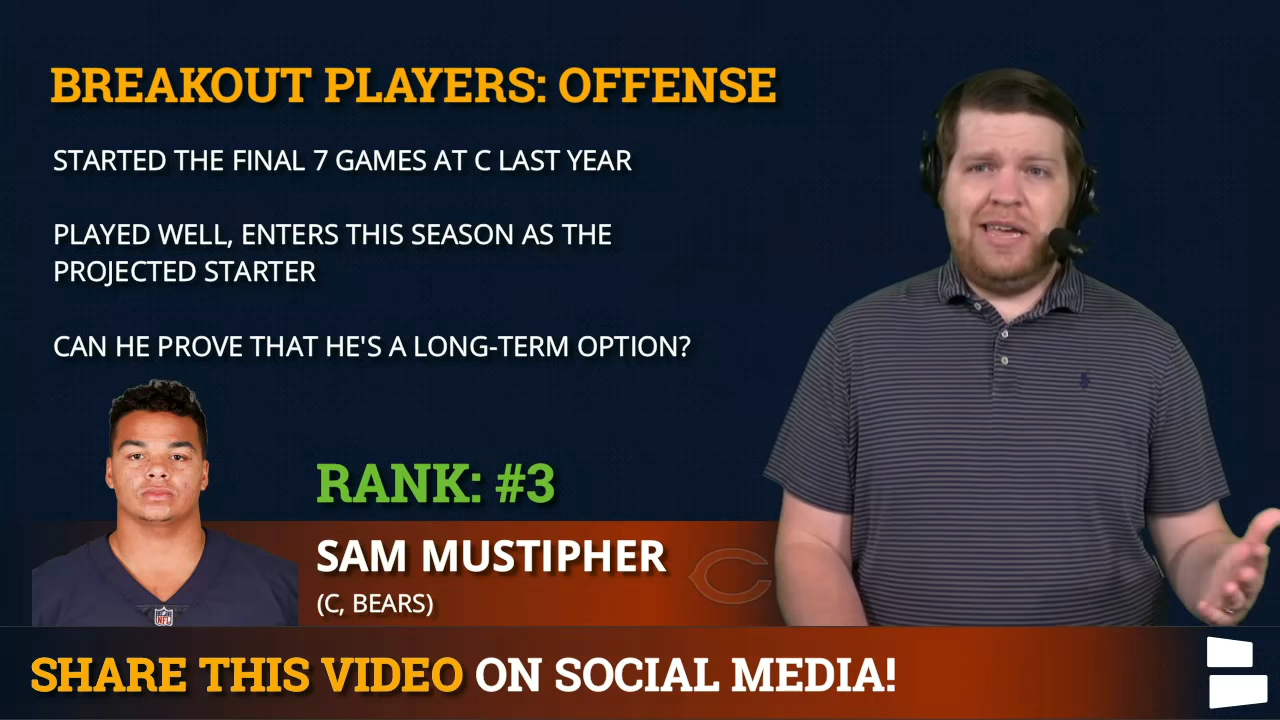 BREAKOUT PLAYERS: OFFENSE
STARTED THE FINAL 7 GAMES AT C LAST YEAR
PLAYED WELL, ENTERS THIS SEASON AS THE
PROJECTED STARTER
CAN HE PROVE THAT HE'S A LONG-TERM OPTION?
RANK: #3
SAM MUSTIPHER
(C, BEARS)
NFL
SHARE THIS VIDEO ON SOCIAL MEDIA!